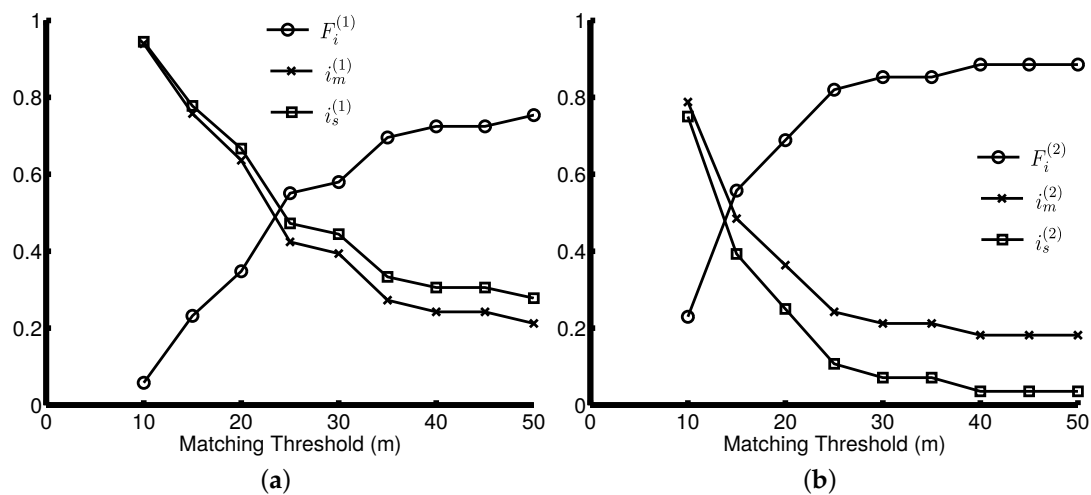 1
0.8
0.6
0.4
0.2
0
0 10 20 30 40 50
Matching Threshold (m)
F_i^{(1)}
i_m^{(1)}
i_s^{(1)}
(a)
1
0.8
0.6
0.4
0.2
0
0 10 20 30 40 50
Matching Threshold (m)
F_i^{(2)}
i_m^{(2)}
i_s^{(2)}
(b)